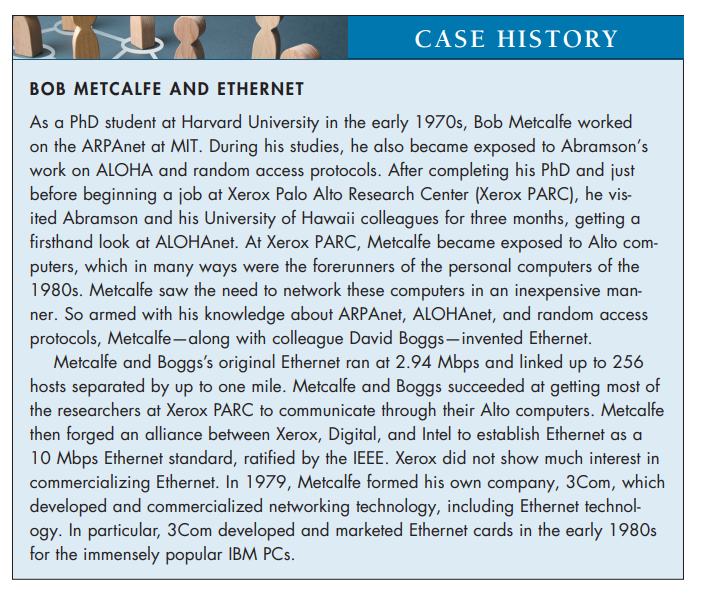 CASE HISTORY
BOB METCALFE AND ETHERNET
As a PhD student at Harvard University in the early 1970s, Bob Metcalfe worked
on the ARPAnet at MIT. During his studies, he also became exposed to Abramson's
work on ALOHA and random access protocols. After completing his PhD and just
before beginning a job at Xerox Palo Alto Research Center (Xerox PARC), he vis-
ited Abramson and his University of Hawaii colleagues for three months, getting a
firsthand look at ALOHAnet. At Xerox PARC, Metcalfe became exposed to Alto com-
puters, which in many ways were the forerunners of the personal computers of the
1980s. Metcalfe saw the need to network these computers in an inexpensive man-
ner. So armed with his knowledge about ARPAnet, ALOHAnet, and random access
protocols, Metcalfe—along with colleague David Boggs—invented Ethernet.
Metcalfe and Boggs's original Ethernet ran at 2.94 Mbps and linked up to 256
hosts separated by up to one mile. Metcalfe and Boggs succeeded at getting most of
the researchers at Xerox PARC to communicate through their Alto computers. Metcalfe
then forged an alliance between Xerox, Digital, and Intel to establish Ethernet as a
10 Mbps Ethernet standard, ratified by the IEEE. Xerox did not show much interest in
commercializing Ethernet. In 1979, Metcalfe formed his own company, 3Com, which
developed and commercialized networking technology, including Ethernet technol-
ogy. In particular, 3Com developed and marketed Ethernet cards in the early 1980s
for the immensely popular IBM PCs.